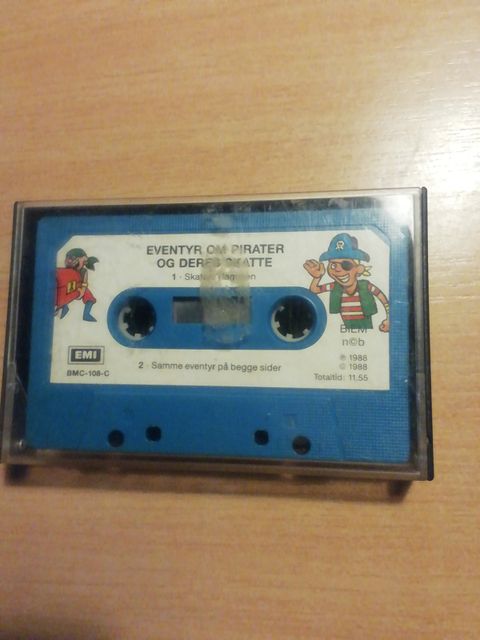 EVENTYR OM PIRATER
OG DERES SKATTE
1 - Skatten
BIEM
n©b
EMI
BMC-108-C
2 - Samme eventyr på begge sider
℗ 1988
© 1988
Totaltid: 11.55